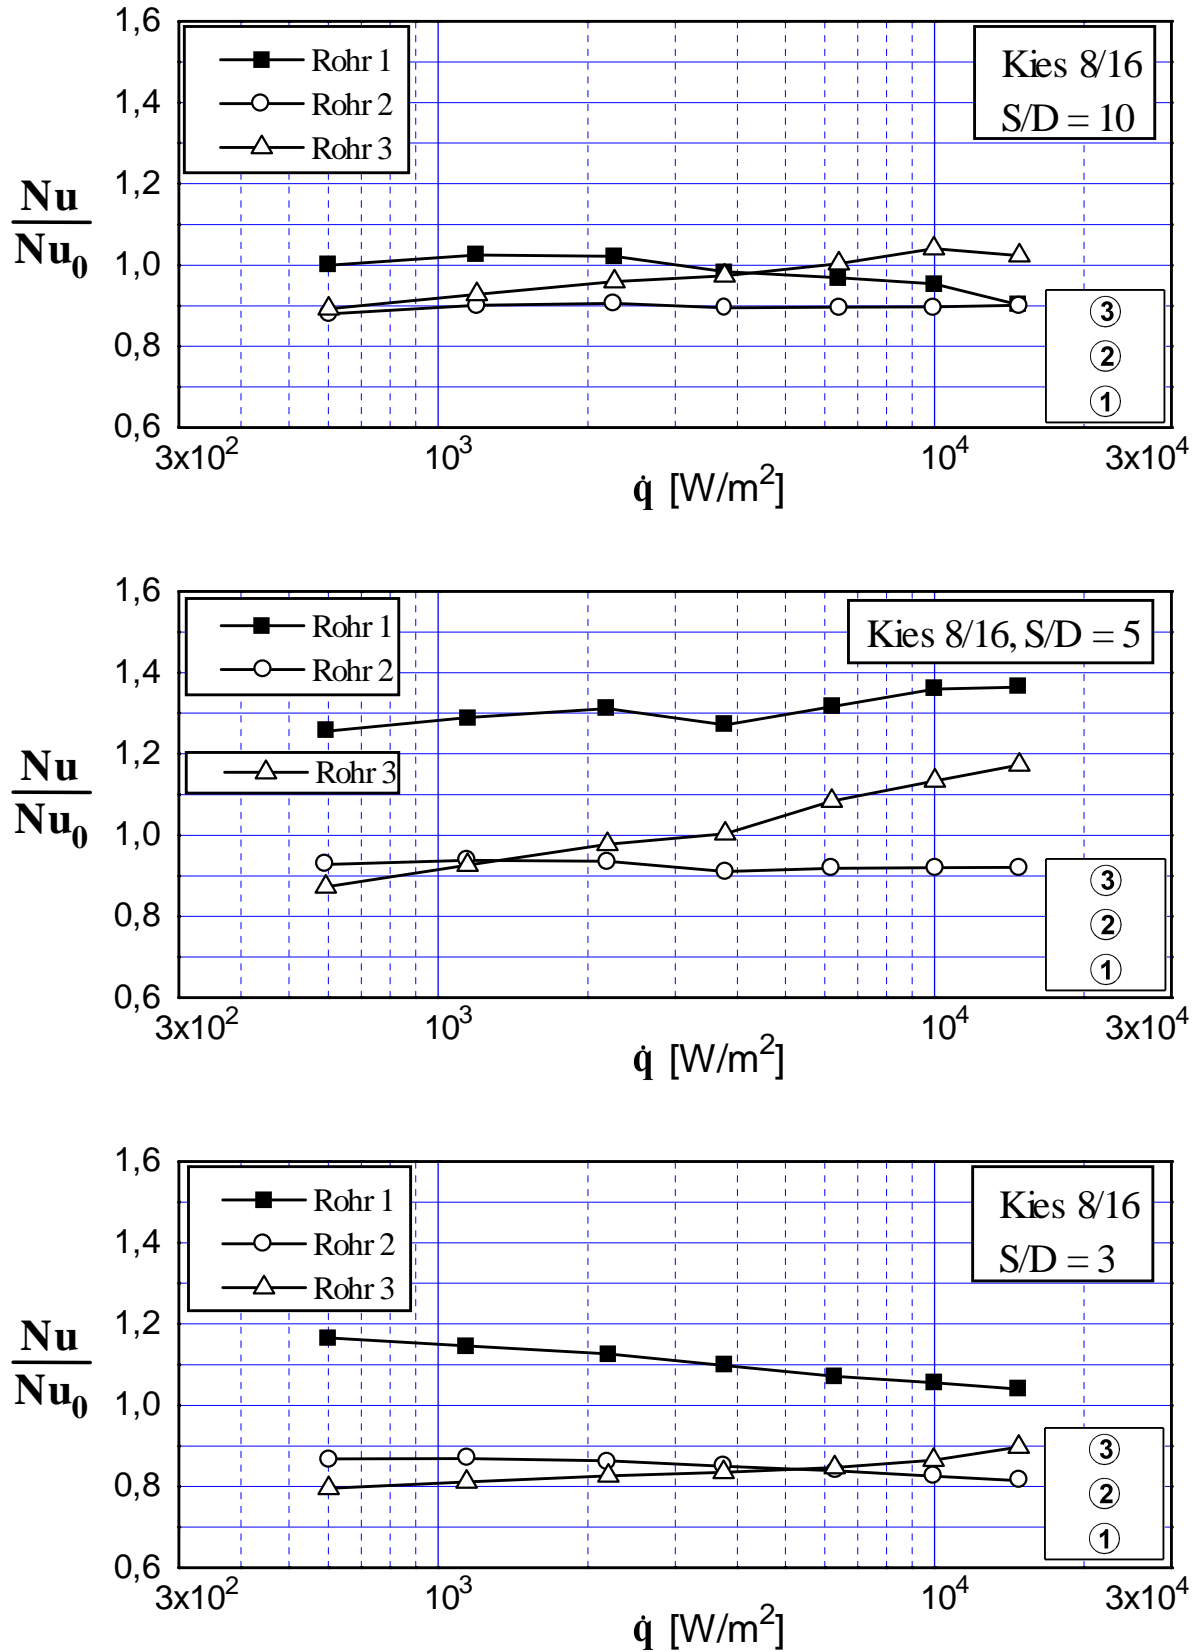 1,6
Rohr 1
Rohr 2
Rohr 3
Kies 8/16
S/D = 10
1,4
1,2
Nu
Nu₀
1,0
0,8
0,6
③
②
①
3x10² 10³ 10⁴ 3x10⁴
q̇ [W/m²]
1,6
Rohr 1
Rohr 2
Kies 8/16, S/D = 5
1,4
1,2
Rohr 3
Nu
Nu₀
1,0
0,8
0,6
③
②
①
3x10² 10³ 10⁴ 3x10⁴
q̇ [W/m²]
1,6
Rohr 1
Rohr 2
Rohr 3
Kies 8/16
S/D = 3
1,4
1,2
Nu
Nu₀
1,0
0,8
0,6
③
②
①
3x10² 10³ 10⁴ 3x10⁴
q̇ [W/m²]